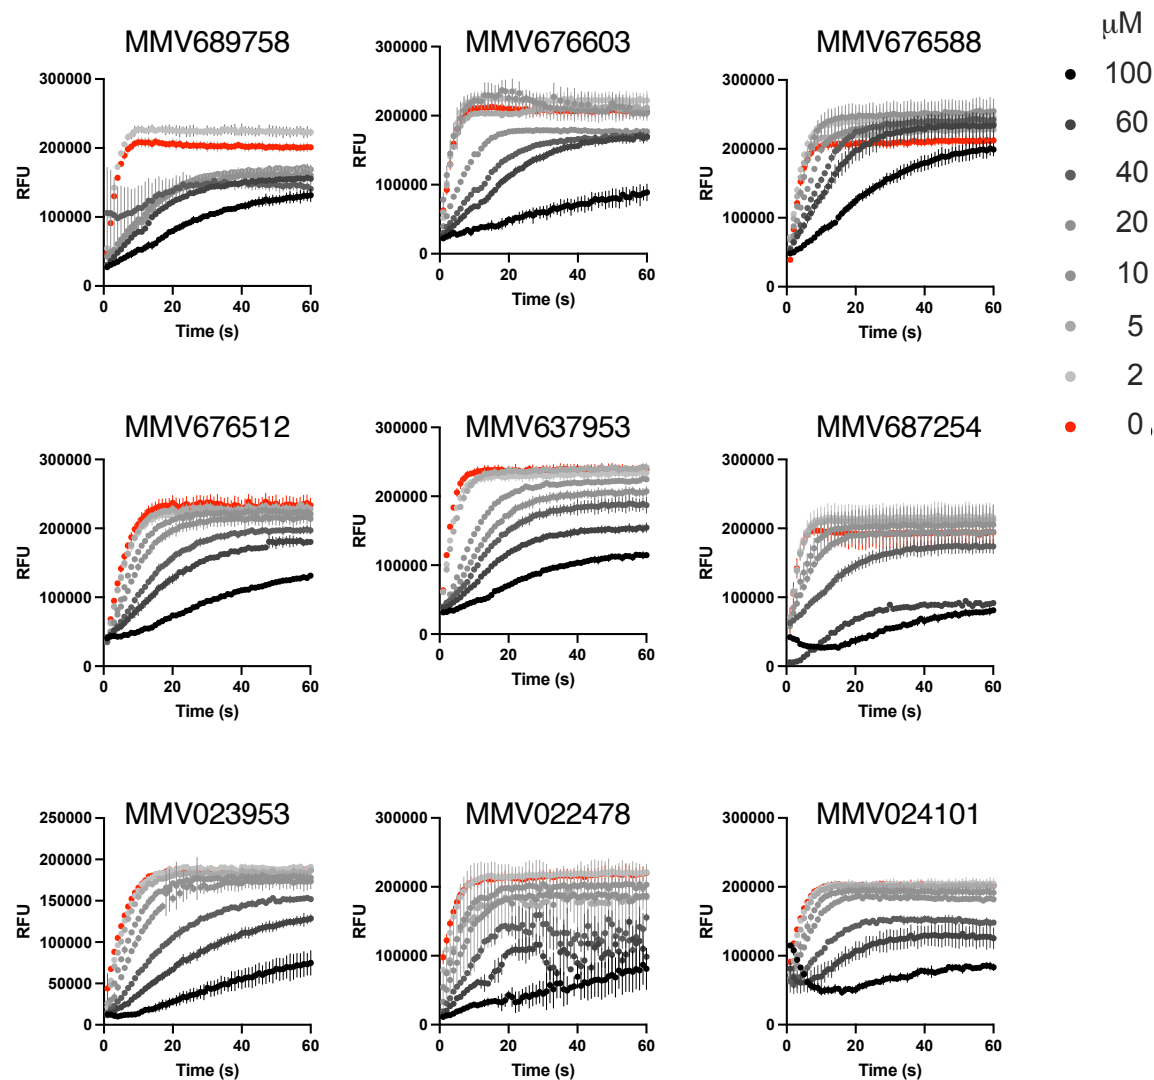 MMV689758
300000
200000
100000
0
RFU
0 20 40 60
Time (s)
MMV676603
300000
200000
100000
0
RFU
0 20 40 60
Time (s)
MMV676588
300000
200000
100000
0
RFU
0 20 40 60
Time (s)
μM
100
60
40
20
10
5
2
0
MMV676512
300000
200000
100000
0
RFU
0 20 40 60
Time (s)
MMV637953
300000
200000
100000
0
RFU
0 20 40 60
Time (s)
MMV687254
300000
200000
100000
0
RFU
0 20 40 60
Time (s)
MMV023953
250000
200000
150000
100000
50000
0
RFU
0 20 40 60
Time (s)
MMV022478
300000
200000
100000
0
RFU
0 20 40 60
Time (s)
MMV024101
300000
200000
100000
0
RFU
0 20 40 60
Time (s)